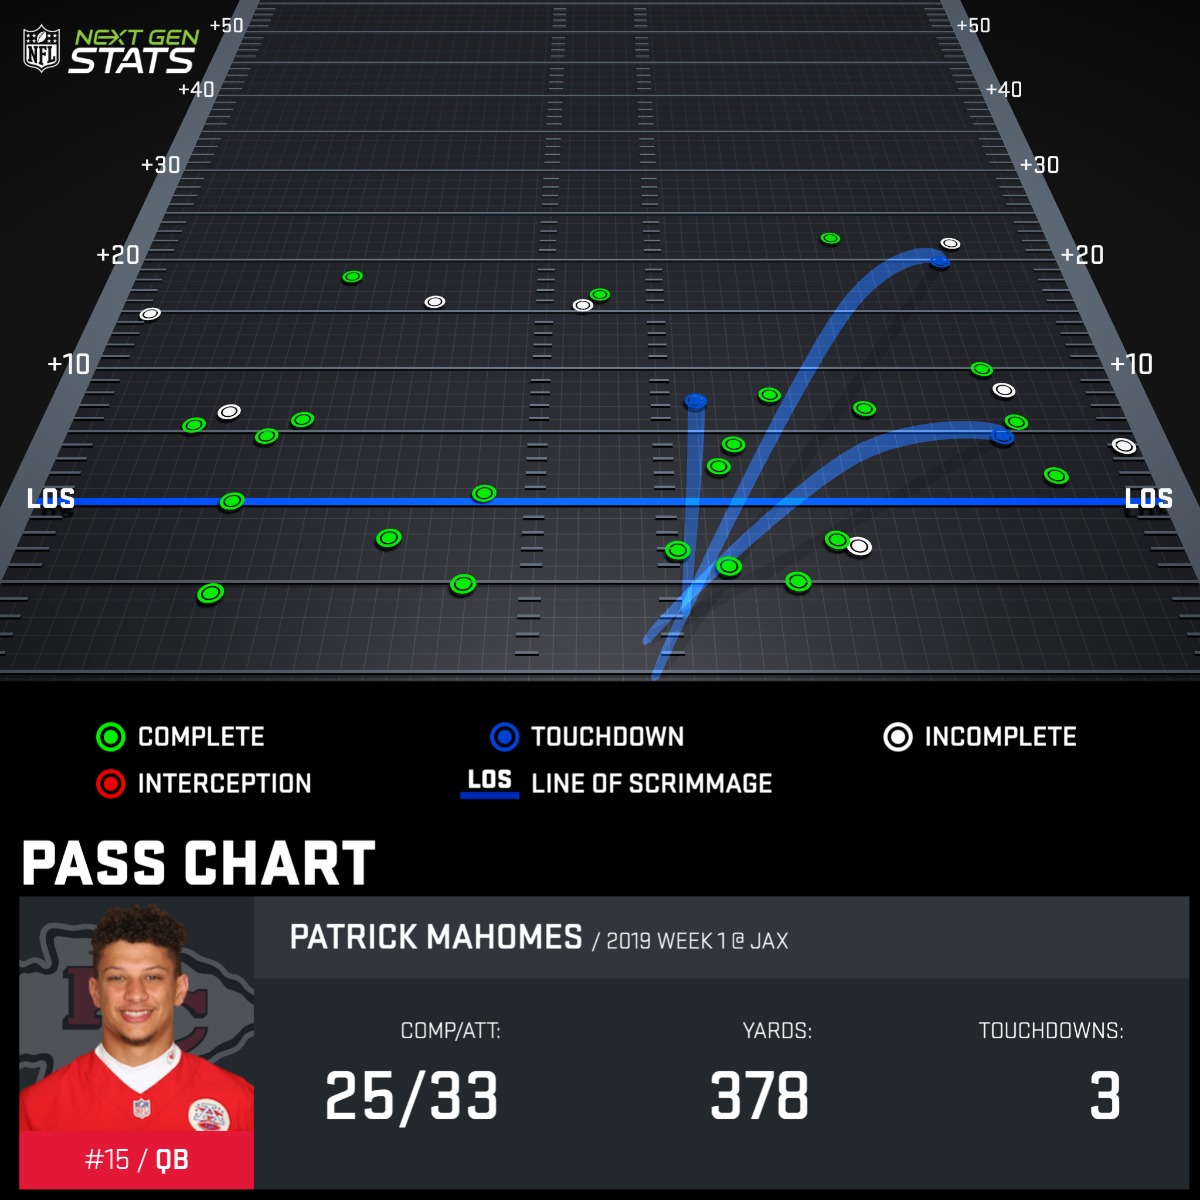 NFL
NEXT GEN
STATS
+50 +50
+40 +40
+30 +30
+20 +20
+10 +10
LOS LOS
COMPLETE TOUCHDOWN INCOMPLETE
INTERCEPTION LOS LINE OF SCRIMMAGE
PASS CHART
PATRICK MAHOMES / 2019 WEEK 1 @ JAX
COMP/ATT: YARDS: TOUCHDOWNS:
25/33 378 3
#15 / QB